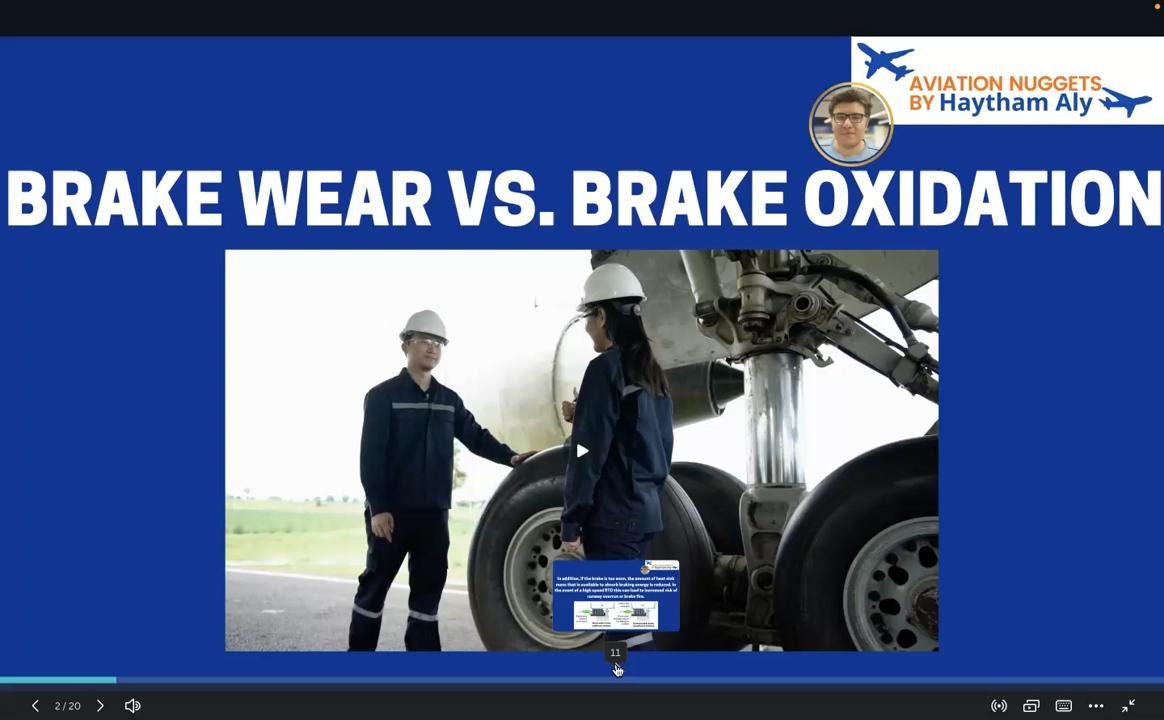 AVIATION NUGGETS
BY Haytham Aly
BRAKE WEAR VS. BRAKE OXIDATION
In addition, if the brake is too worn, the amount of heat sink
mass that is available to absorb braking energy is reduced. In
the event of a high speed RTO this can lead to increased risk of
runway overrun or brake fire.
11
2 / 20